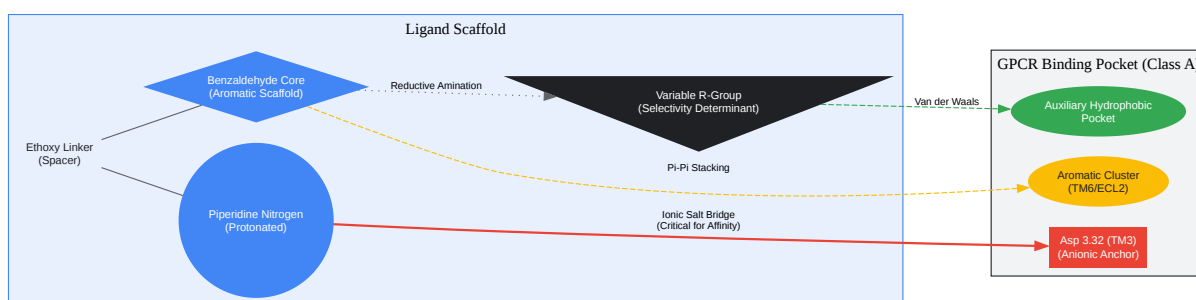 Ligand Scaffold
GPCR Binding Pocket (Class A)
Benzaldehyde Core
(Aromatic Scaffold)
Reductive Amination
Variable R-Group
(Selectivity Determinant)
Van der Waals
Auxiliary Hydrophobic
Pocket
Ethoxy Linker
(Spacer)
Pi-Pi Stacking
Aromatic Cluster
(TM6/ECL2)
Piperidine Nitrogen
(Protonated)
Ionic Salt Bridge
(Critical for Affinity)
Asp 3.32 (TM3)
(Anionic Anchor)